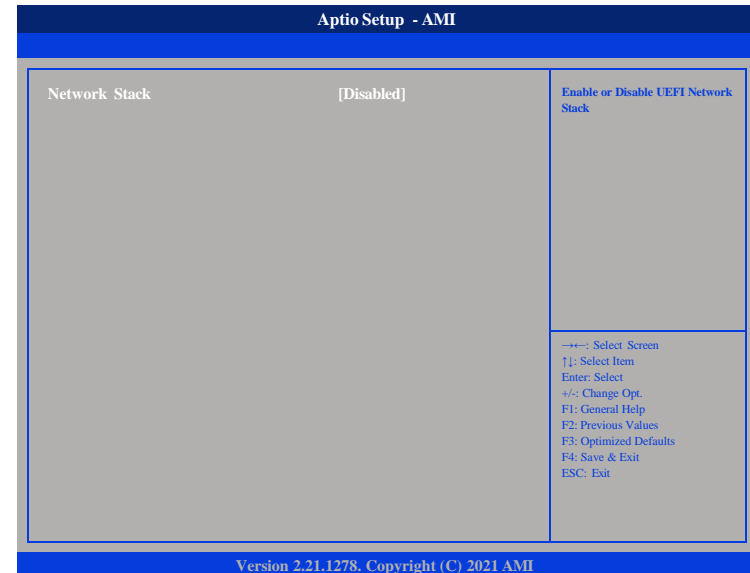 Aptio Setup - AMI
Network Stack [Disabled]
Enable or Disable UEFI Network
Stack
→←: Select Screen
↑↓: Select Item
Enter: Select
+/-: Change Opt.
F1: General Help
F2: Previous Values
F3: Optimized Defaults
F4: Save & Exit
ESC: Exit
Version 2.21.1278. Copyright (C) 2021 AMI